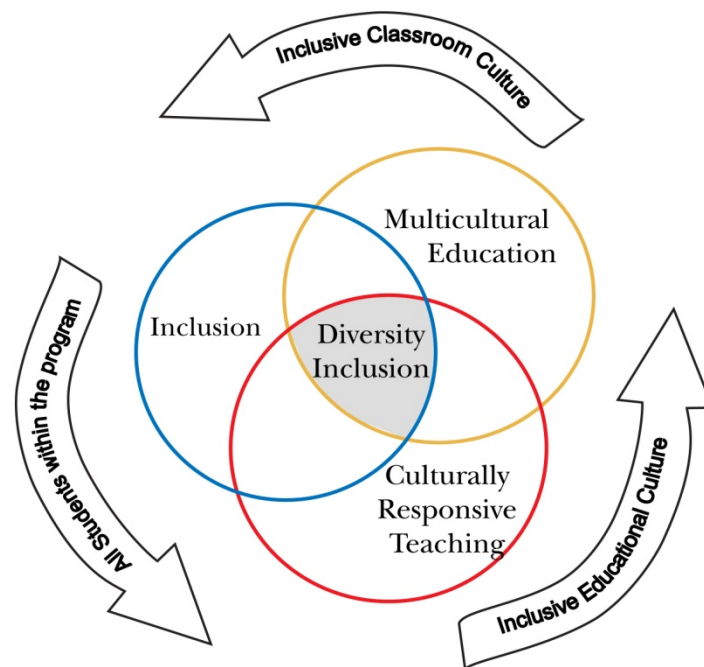 Inclusive Classroom Culture
Multicultural
Education
Inclusion
Diversity
Inclusion
Culturally
Responsive
Teaching
All Students within the program
Inclusive Educational Culture